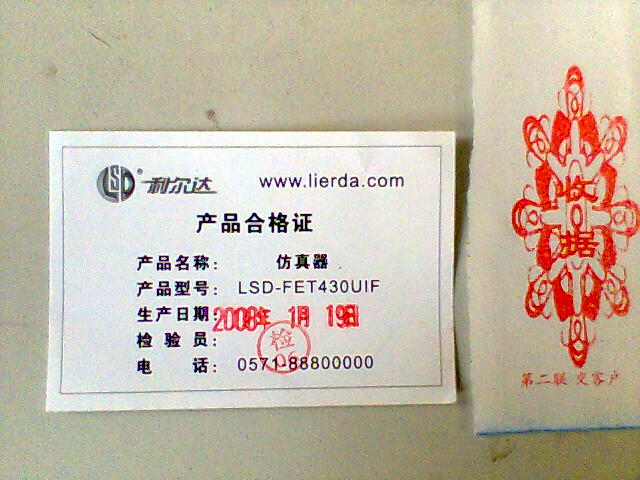 LSD® 利尔达 www.lierda.com
产品合格证
产品名称： 仿真器
产品型号： LSD-FET430UIF
生产日期：2008年 1月 19日
检 验 员：
检
电 话： 0571-88800000
收据
第二联 交客户